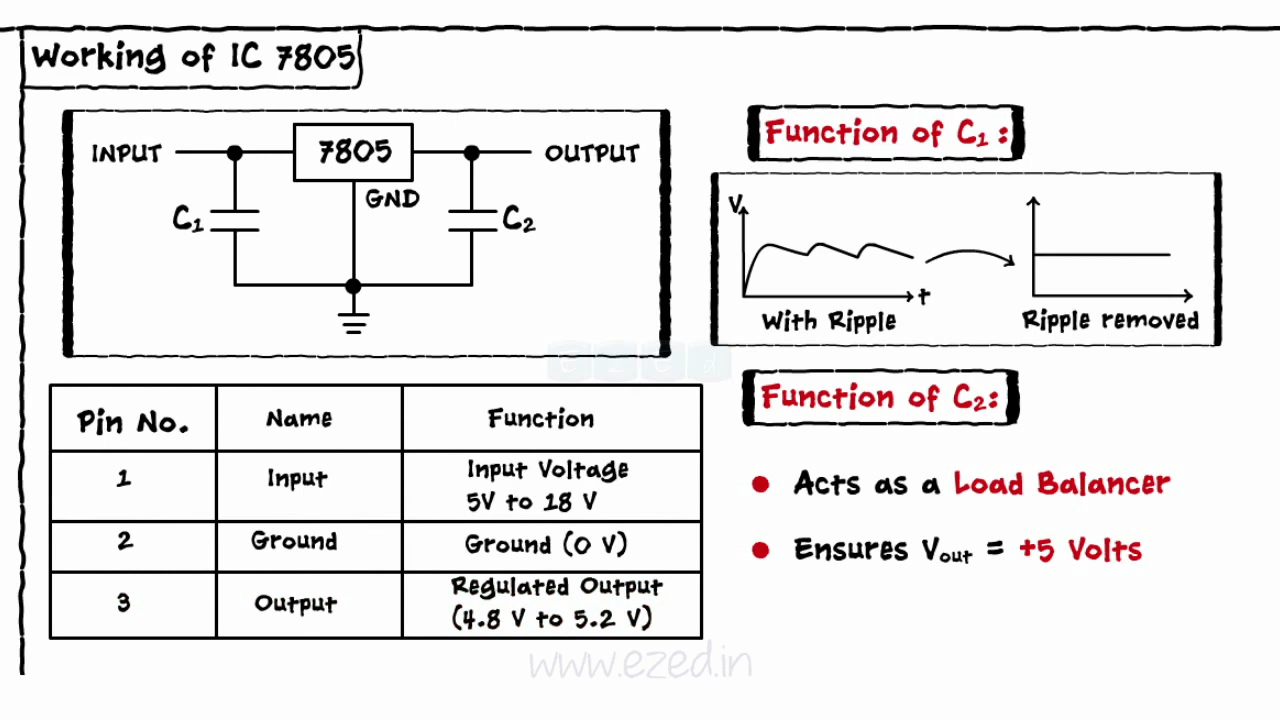 Working of IC 7805
INPUT
7805
OUTPUT
GND
C₁
C₂
Pin No. Name Function
1 Input Input Voltage
5V to 18 V
2 Ground Ground (0 V)
3 Output Regulated Output
(4.8 V to 5.2 V)
Function of C₁ :
V
t
With Ripple
Ripple removed
Function of C₂:
Acts as a Load Balancer
Ensures Vout = +5 Volts
ezed
www.ezed.in